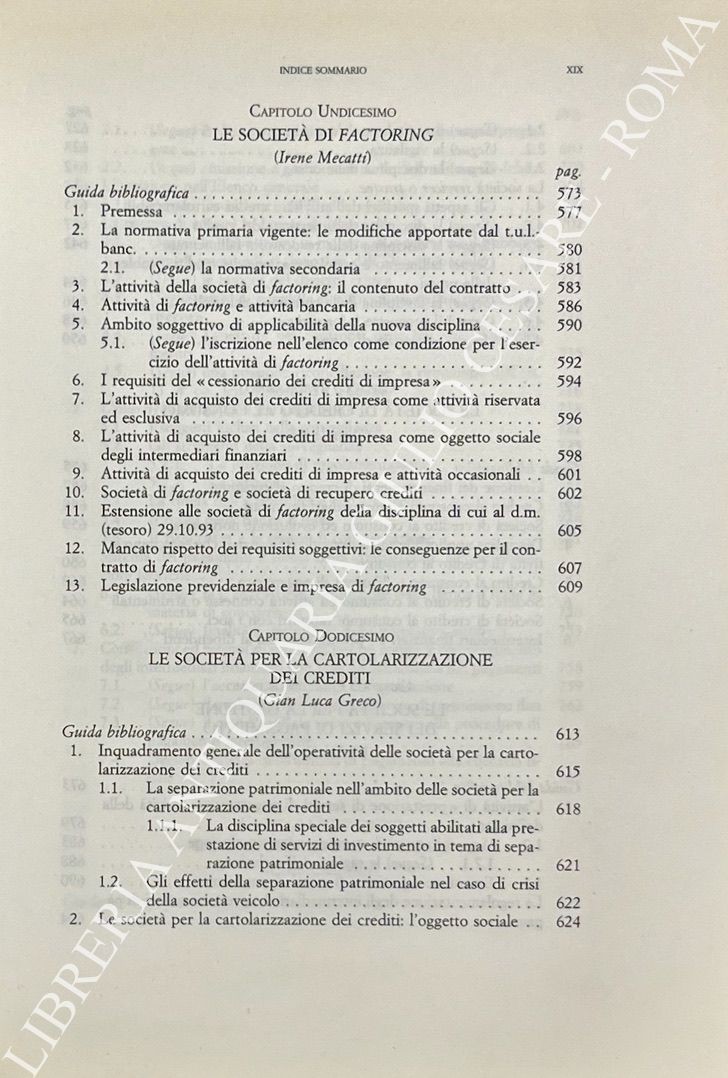 INDICE SOMMARIO XIX
CAPITOLO UNDICESIMO
LE SOCIETÀ DI FACTORING
(Irene Mecatti)
pag.
Guida bibliografica . . . . . . . . . . 573
1. Premessa . . . . . . . . . . 577
2. La normativa primaria vigente: le modifiche apportate dal t.u.l.-
banc. . . . . . . . . . . 580
2.1. (Segue) la normativa secondaria . . . . . . . . . . 581
3. L'attività della società di factoring: il contenuto del contratto . . . 583
4. Attività di factoring e attività bancaria . . . . . . . . . . 586
5. Ambito soggettivo di applicabilità della nuova disciplina . . . . . 590
5.1. (Segue) l'iscrizione nell'elenco come condizione per l'eser-
cizio dell'attività di factoring . . . . . . . . . . 592
6. I requisiti del « cessionario dei crediti di impresa » . . . . . . . . 594
7. L'attività di acquisto dei crediti di impresa come attività riservata
ed esclusiva . . . . . . . . . . 596
8. L'attività di acquisto dei crediti di impresa come oggetto sociale
degli intermediari finanziari . . . . . . . . . . 598
9. Attività di acquisto dei crediti di impresa e attività occasionali . . 601
10. Società di factoring e società di recupero crediti . . . . . . . . . . 602
11. Estensione alle società di factoring della disciplina di cui al d.m.
(tesoro) 29.10.93 . . . . . . . . . . 605
12. Mancato rispetto dei requisiti soggettivi: le conseguenze per il con-
tratto di factoring . . . . . . . . . . 607
13. Legislazione previdenziale e impresa di factoring . . . . . . . . . . 609
CAPITOLO DODICESIMO
LE SOCIETÀ PER LA CARTOLARIZZAZIONE
DEI CREDITI
(Gian Luca Greco)
Guida bibliografica . . . . . . . . . . 613
1. Inquadramento generale dell'operatività delle società per la carto-
larizzazione dei crediti . . . . . . . . . . 615
1.1. La separazione patrimoniale nell'ambito delle società per la
cartolarizzazione dei crediti . . . . . . . . . . 618
1.1.1. La disciplina speciale dei soggetti abilitati alla pre-
stazione di servizi di investimento in tema di sepa-
razione patrimoniale . . . . . . . . . . 621
1.2. Gli effetti della separazione patrimoniale nel caso di crisi
della società veicolo . . . . . . . . . . 622
2. Le società per la cartolarizzazione dei crediti: l'oggetto sociale . . 624
LIBRERIA ANTIQUARIA GIULIO CESARE - ROMA